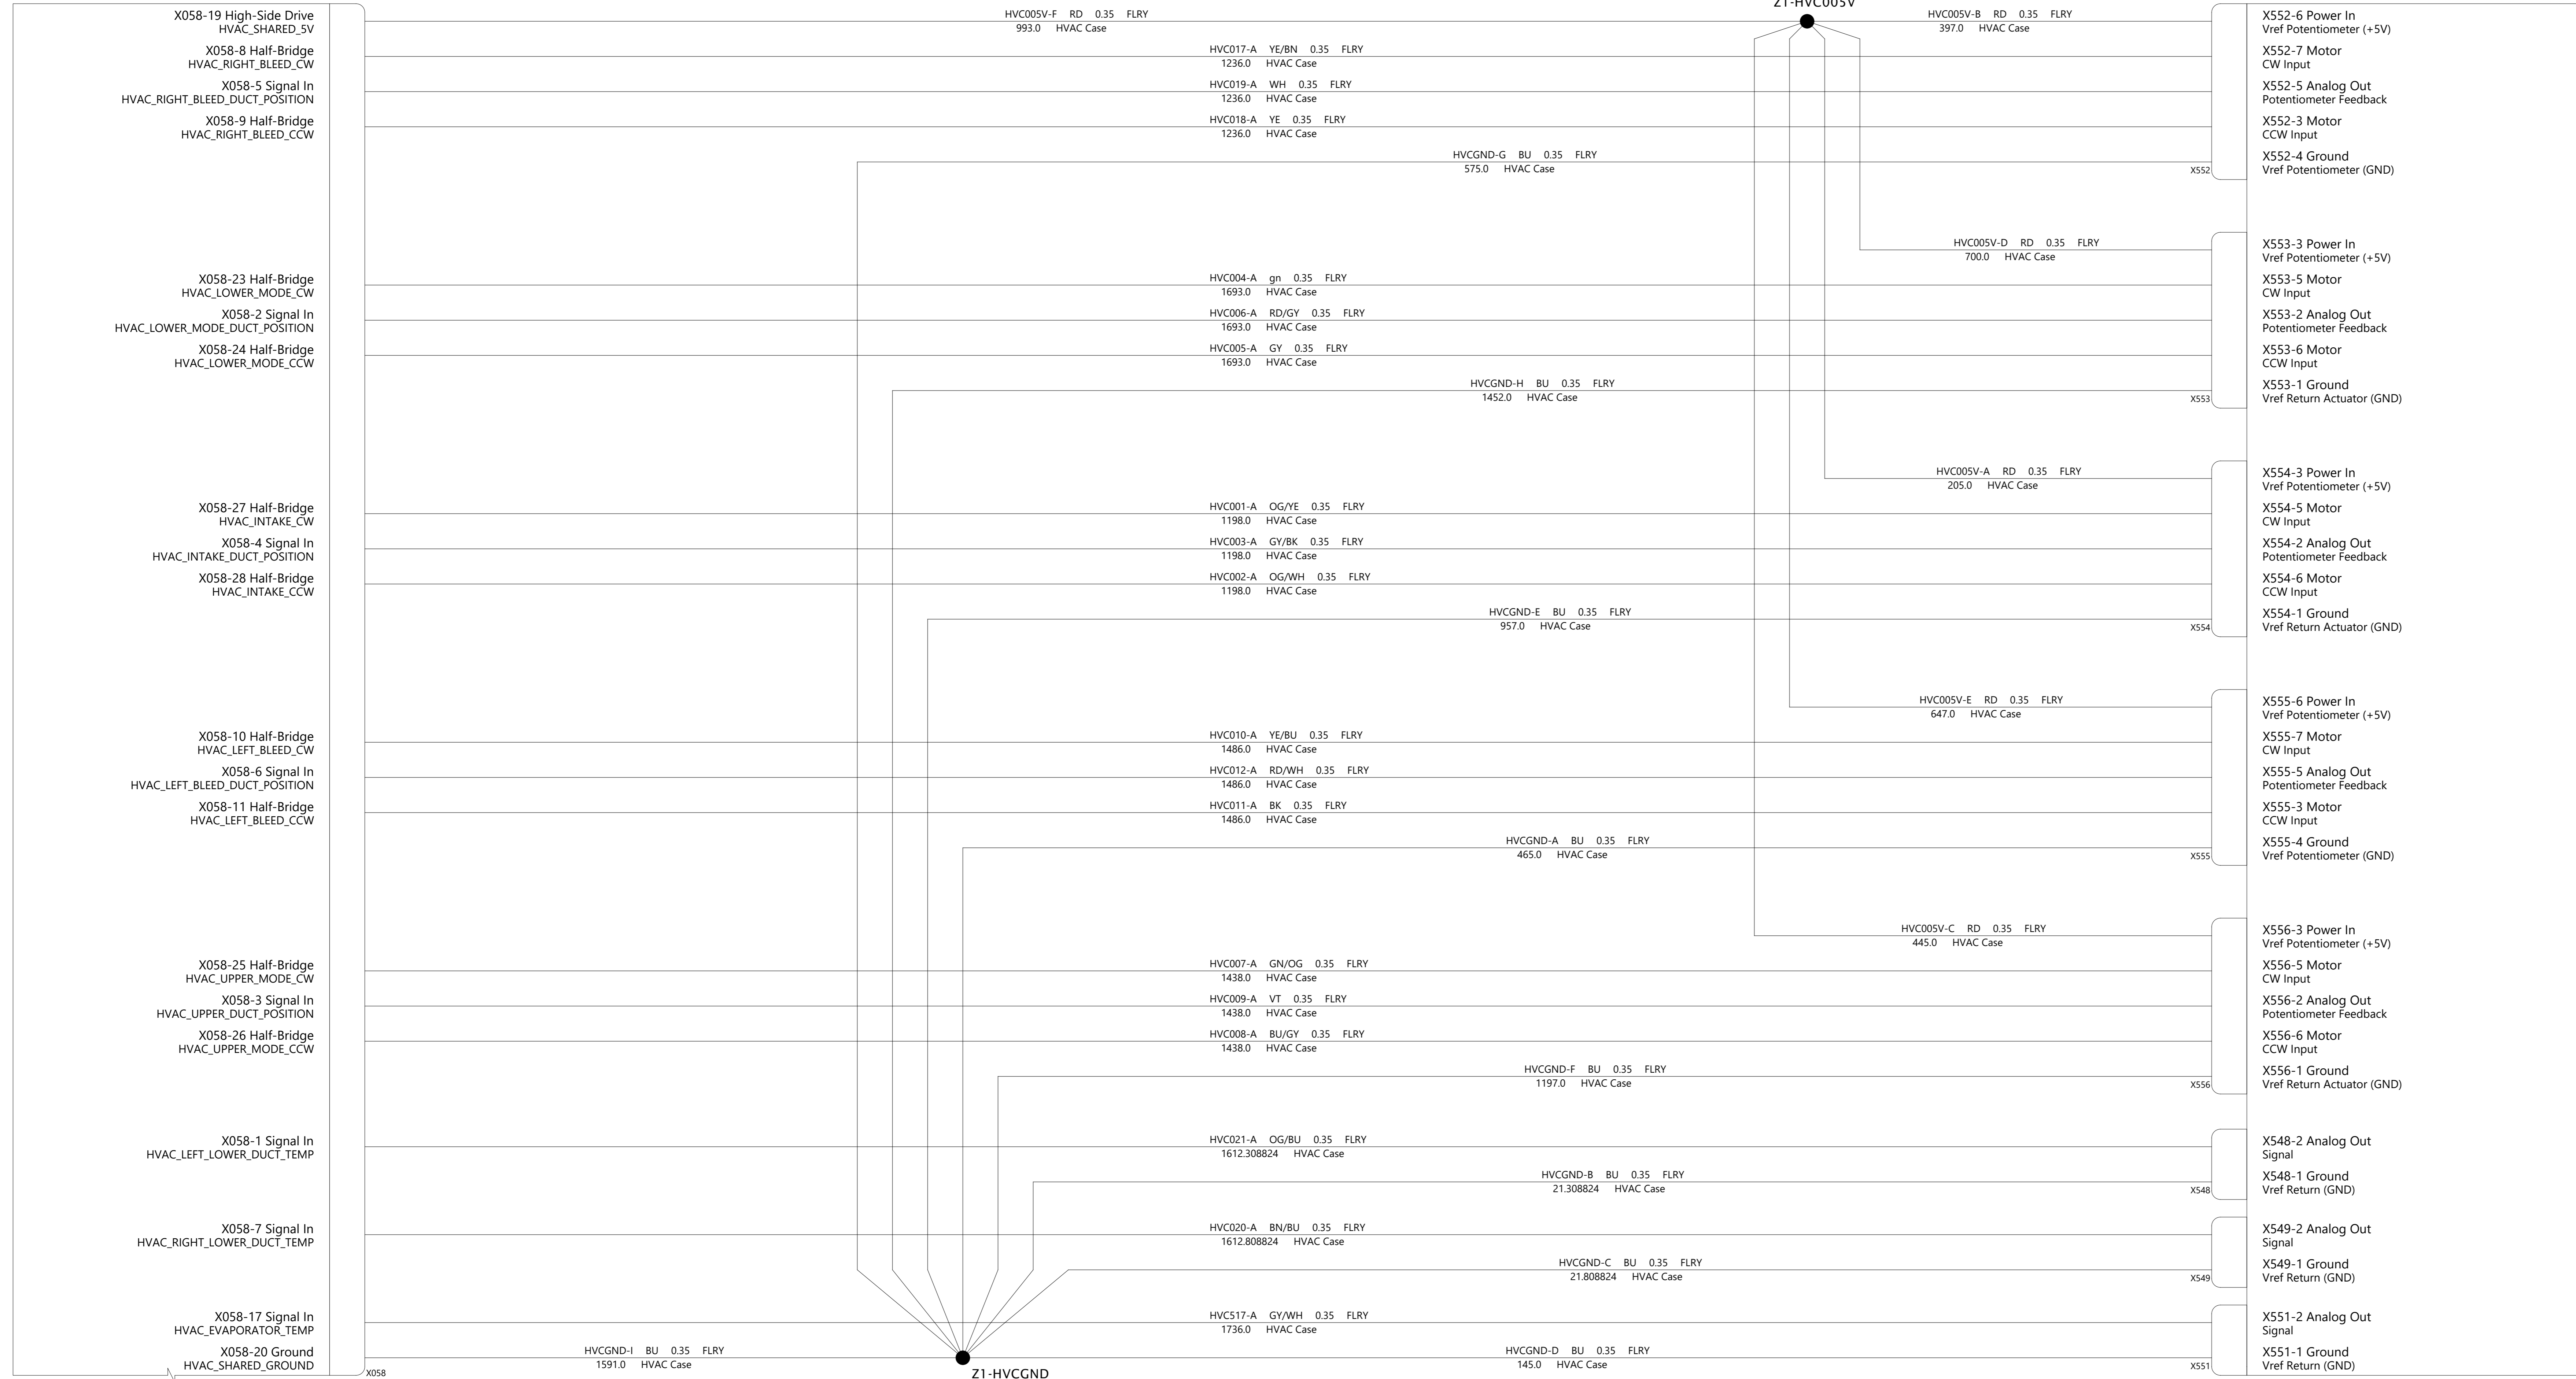 Z1-HVC005V
X058-19 High-Side Drive
HVAC_SHARED_5V
HVC005V-F RD 0.35 FLRY
993.0 HVAC Case
HVC005V-B RD 0.35 FLRY
397.0 HVAC Case
X552-6 Power In
Vref Potentiometer (+5V)
X058-8 Half-Bridge
HVAC_RIGHT_BLEED_CW
HVC017-A YE/BN 0.35 FLRY
1236.0 HVAC Case
X552-7 Motor
CW Input
X058-5 Signal In
HVAC_RIGHT_BLEED_DUCT_POSITION
HVC019-A WH 0.35 FLRY
1236.0 HVAC Case
X552-5 Analog Out
Potentiometer Feedback
X058-9 Half-Bridge
HVAC_RIGHT_BLEED_CCW
HVC018-A YE 0.35 FLRY
1236.0 HVAC Case
X552-3 Motor
CCW Input
HVCGND-G BU 0.35 FLRY
575.0 HVAC Case
X552
X552-4 Ground
Vref Potentiometer (GND)
HVC005V-D RD 0.35 FLRY
700.0 HVAC Case
X553-3 Power In
Vref Potentiometer (+5V)
X058-23 Half-Bridge
HVAC_LOWER_MODE_CW
HVC004-A gn 0.35 FLRY
1693.0 HVAC Case
X553-5 Motor
CW Input
X058-2 Signal In
HVAC_LOWER_MODE_DUCT_POSITION
HVC006-A RD/GY 0.35 FLRY
1693.0 HVAC Case
X553-2 Analog Out
Potentiometer Feedback
X058-24 Half-Bridge
HVAC_LOWER_MODE_CCW
HVC005-A GY 0.35 FLRY
1693.0 HVAC Case
X553-6 Motor
CCW Input
HVCGND-H BU 0.35 FLRY
1452.0 HVAC Case
X553
X553-1 Ground
Vref Return Actuator (GND)
HVC005V-A RD 0.35 FLRY
205.0 HVAC Case
X554-3 Power In
Vref Potentiometer (+5V)
X058-27 Half-Bridge
HVAC_INTAKE_CW
HVC001-A OG/YE 0.35 FLRY
1198.0 HVAC Case
X554-5 Motor
CW Input
X058-4 Signal In
HVAC_INTAKE_DUCT_POSITION
HVC003-A GY/BK 0.35 FLRY
1198.0 HVAC Case
X554-2 Analog Out
Potentiometer Feedback
X058-28 Half-Bridge
HVAC_INTAKE_CCW
HVC002-A OG/WH 0.35 FLRY
1198.0 HVAC Case
X554-6 Motor
CCW Input
HVCGND-E BU 0.35 FLRY
957.0 HVAC Case
X554
X554-1 Ground
Vref Return Actuator (GND)
HVC005V-E RD 0.35 FLRY
647.0 HVAC Case
X555-6 Power In
Vref Potentiometer (+5V)
X058-10 Half-Bridge
HVAC_LEFT_BLEED_CW
HVC010-A YE/BU 0.35 FLRY
1486.0 HVAC Case
X555-7 Motor
CW Input
X058-6 Signal In
HVAC_LEFT_BLEED_DUCT_POSITION
HVC012-A RD/WH 0.35 FLRY
1486.0 HVAC Case
X555-5 Analog Out
Potentiometer Feedback
X058-11 Half-Bridge
HVAC_LEFT_BLEED_CCW
HVC011-A BK 0.35 FLRY
1486.0 HVAC Case
X555-3 Motor
CCW Input
HVCGND-A BU 0.35 FLRY
465.0 HVAC Case
X555
X555-4 Ground
Vref Potentiometer (GND)
HVC005V-C RD 0.35 FLRY
445.0 HVAC Case
X556-3 Power In
Vref Potentiometer (+5V)
X058-25 Half-Bridge
HVAC_UPPER_MODE_CW
HVC007-A GN/OG 0.35 FLRY
1438.0 HVAC Case
X556-5 Motor
CW Input
X058-3 Signal In
HVAC_UPPER_DUCT_POSITION
HVC009-A VT 0.35 FLRY
1438.0 HVAC Case
X556-2 Analog Out
Potentiometer Feedback
X058-26 Half-Bridge
HVAC_UPPER_MODE_CCW
HVC008-A BU/GY 0.35 FLRY
1438.0 HVAC Case
X556-6 Motor
CCW Input
HVCGND-F BU 0.35 FLRY
1197.0 HVAC Case
X556
X556-1 Ground
Vref Return Actuator (GND)
X058-1 Signal In
HVAC_LEFT_LOWER_DUCT_TEMP
HVC021-A OG/BU 0.35 FLRY
1612.308824 HVAC Case
X548-2 Analog Out
Signal
HVCGND-B BU 0.35 FLRY
21.308824 HVAC Case
X548
X548-1 Ground
Vref Return (GND)
X058-7 Signal In
HVAC_RIGHT_LOWER_DUCT_TEMP
HVC020-A BN/BU 0.35 FLRY
1612.808824 HVAC Case
X549-2 Analog Out
Signal
HVCGND-C BU 0.35 FLRY
21.808824 HVAC Case
X549
X549-1 Ground
Vref Return (GND)
X058-17 Signal In
HVAC_EVAPORATOR_TEMP
HVC517-A GY/WH 0.35 FLRY
1736.0 HVAC Case
X551-2 Analog Out
Signal
X058-20 Ground
HVAC_SHARED_GROUND
HVCGND-I BU 0.35 FLRY
1591.0 HVAC Case
HVCGND-D BU 0.35 FLRY
145.0 HVAC Case
X551
X551-1 Ground
Vref Return (GND)
X058
Z1-HVCGND